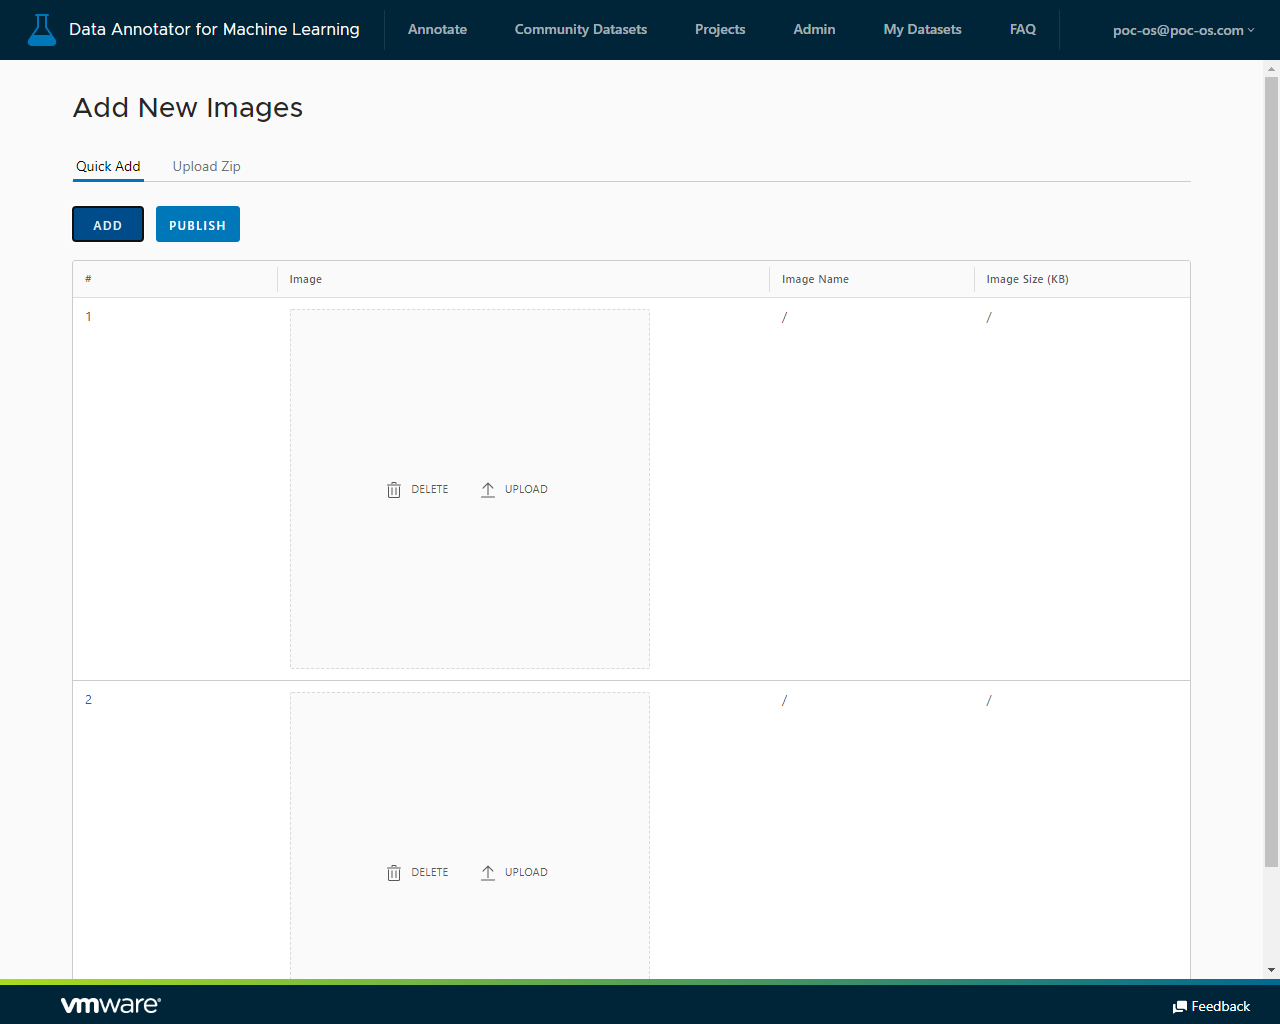 Data Annotator for Machine Learning Annotate Community Datasets Projects Admin My Datasets FAQ poc-os@poc-os.com
Add New Images
Quick Add Upload Zip
ADD PUBLISH
# Image Image Name Image Size (KB)
1 / /
DELETE UPLOAD
2 / /
DELETE UPLOAD
vmware Feedback